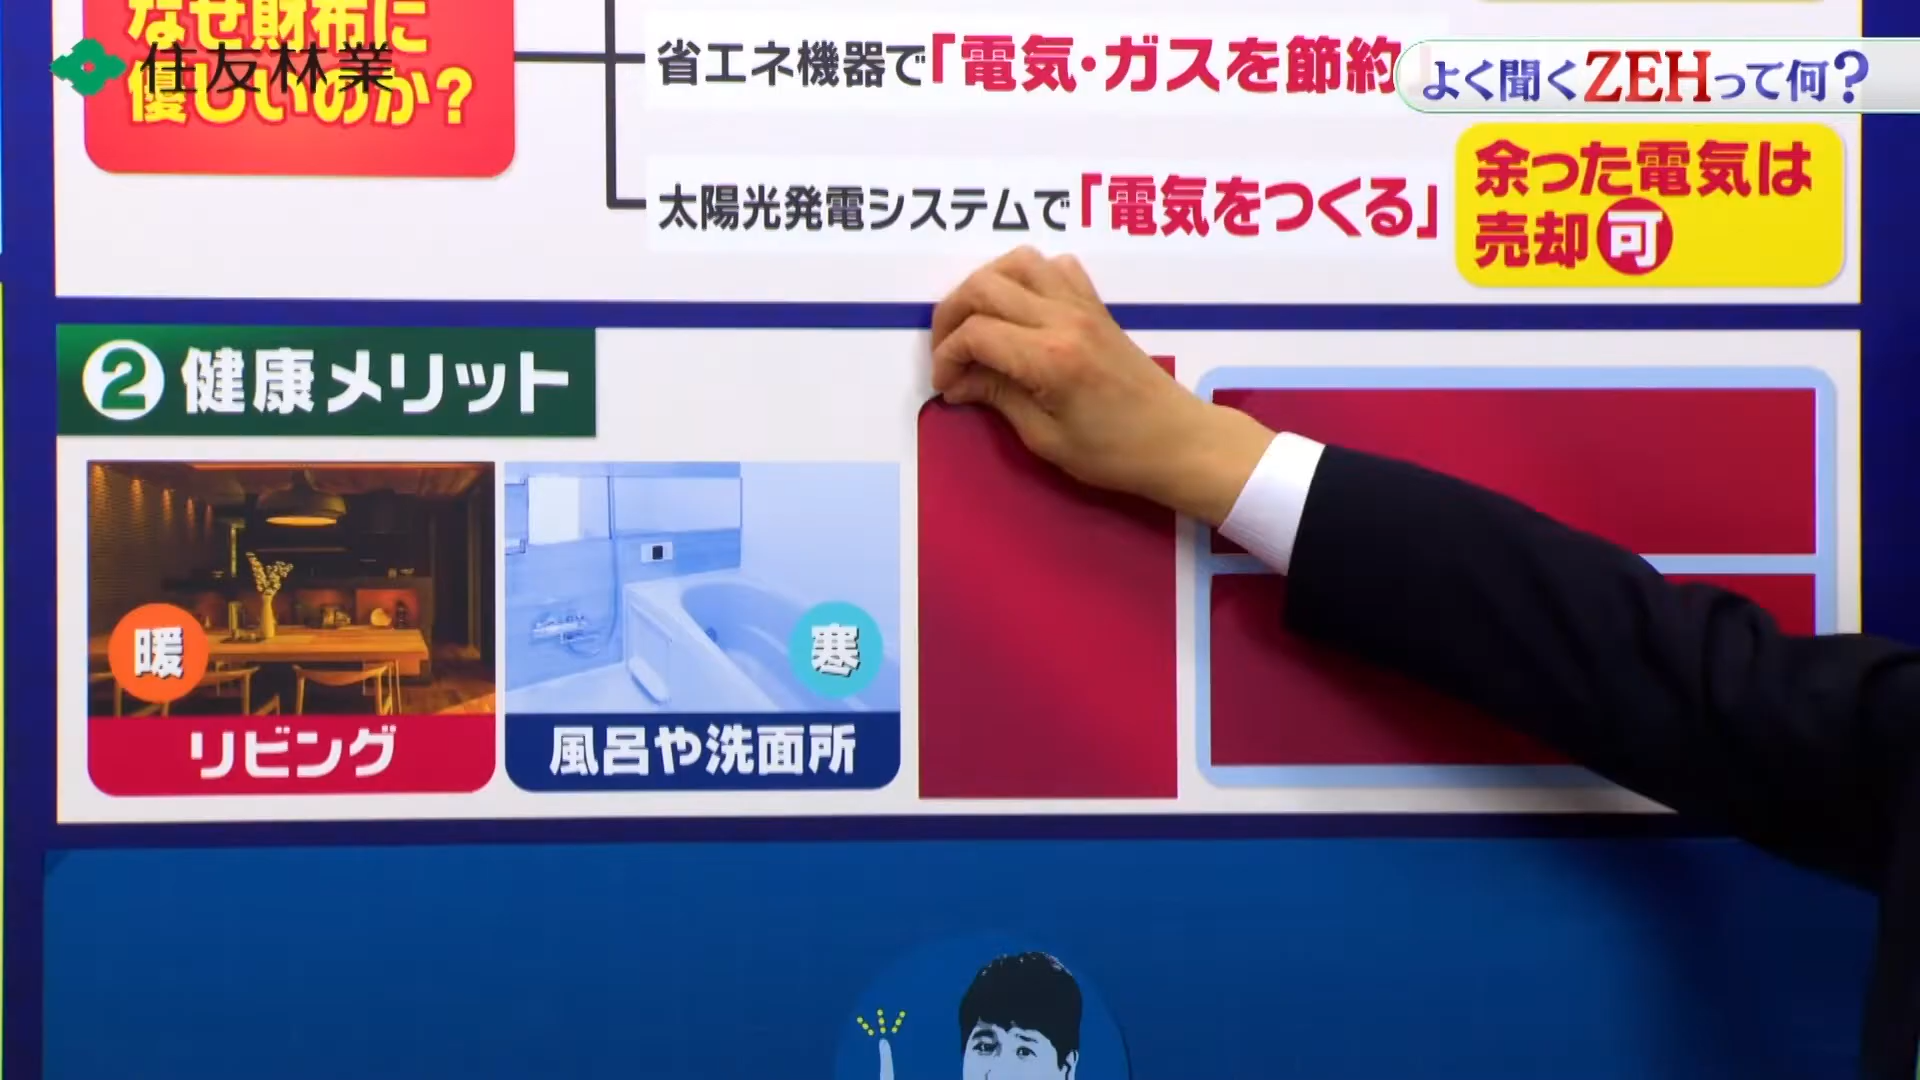 なぜ財布に
優しいのか?
住友林業
省エネ機器で「電気・ガスを節約
よく聞くZEHって何?
太陽光発電システムで「電気をつくる」
余った電気は
売却可
2 健康メリット
暖
寒
リビング
風呂や洗面所